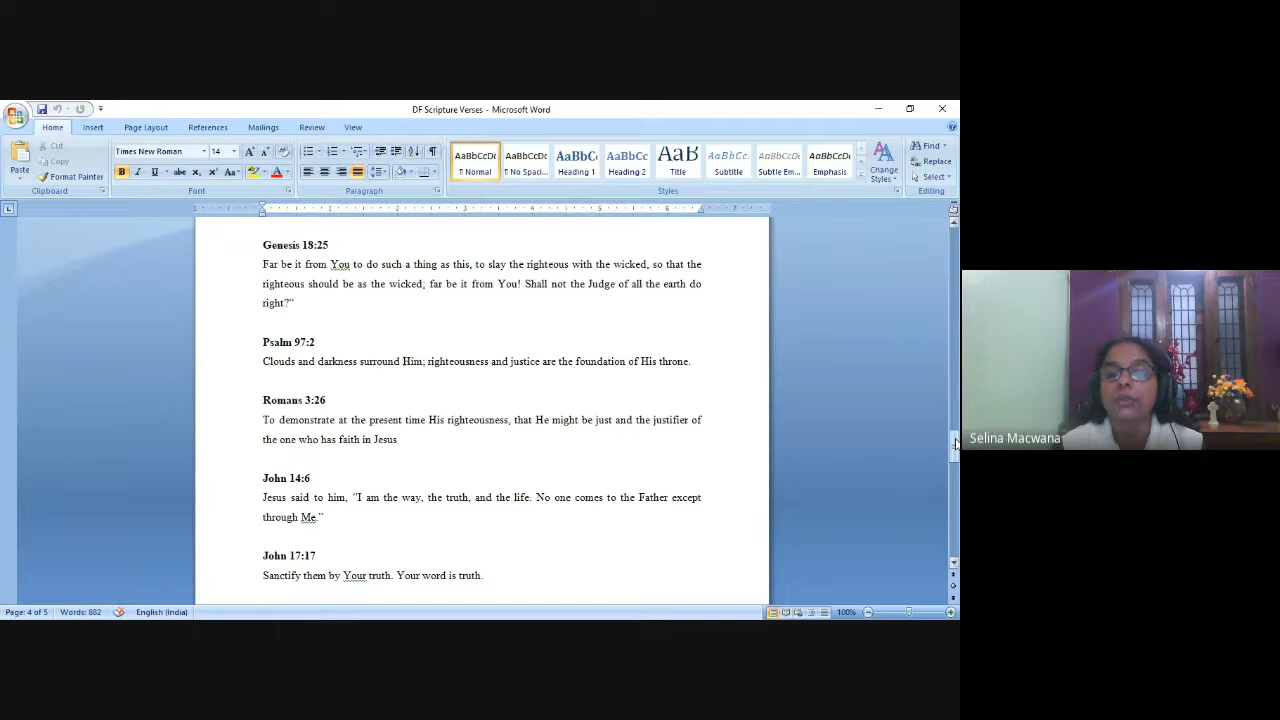 DF Scripture Verses - Microsoft Word
Home Insert Page Layout References Mailings Review View
Paste
Cut
Copy
Format Painter
Clipboard
Times New Roman 14
Font
Paragraph
AaBbCcDc AaBbCcDc AaBbC AaBbCc AaB AaBbCc. AaBbCcDc AaBbCcDc
¶ Normal ¶ No Spaci... Heading 1 Heading 2 Title Subtitle Subtle Em... Emphasis
Change Styles
Styles
Find
Replace
Select
Editing
1 1 2 3 4 5 6 7
Genesis 18:25
Far be it from You to do such a thing as this, to slay the righteous with the wicked, so that the
righteous should be as the wicked; far be it from You! Shall not the Judge of all the earth do
right?”
Psalm 97:2
Clouds and darkness surround Him; righteousness and justice are the foundation of His throne.
Romans 3:26
To demonstrate at the present time His righteousness, that He might be just and the justifier of
the one who has faith in Jesus
John 14:6
Jesus said to him, “I am the way, the truth, and the life. No one comes to the Father except
through Me.”
John 17:17
Sanctify them by Your truth. Your word is truth.
Page: 4 of 5 Words: 882 English (India) 100%
Selina Macwana